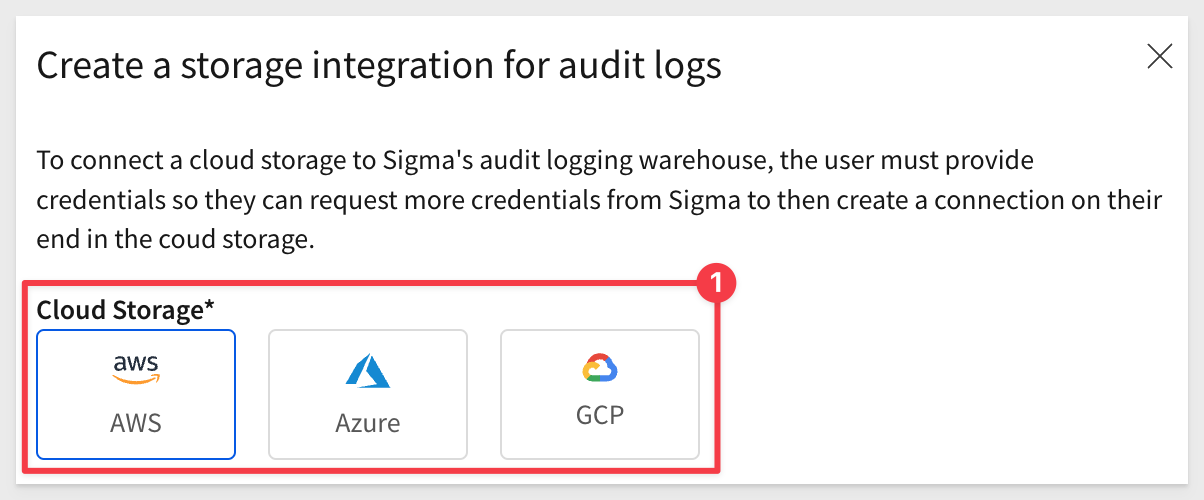 Create a storage integration for audit logs
To connect a cloud storage to Sigma's audit logging warehouse, the user must provide
credentials so they can request more credentials from Sigma to then create a connection on their
end in the coud storage.
1
Cloud Storage*
aws
AWS
Azure
GCP